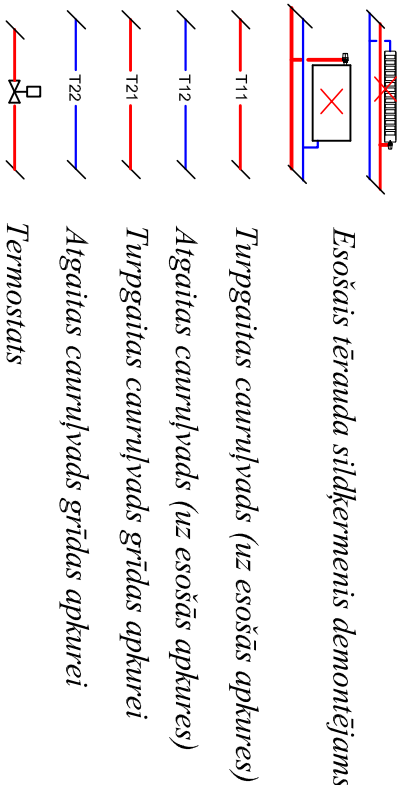 Esošais tērauda sildķermenis demontējams
T11 Turpgaitas cauruļvads (uz esošās apkures)
T12 Atgaitas cauruļvads (uz esošās apkures)
T21 Turpgaitas cauruļvads grīdas apkurei
T22 Atgaitas cauruļvads grīdas apkurei
Termostats